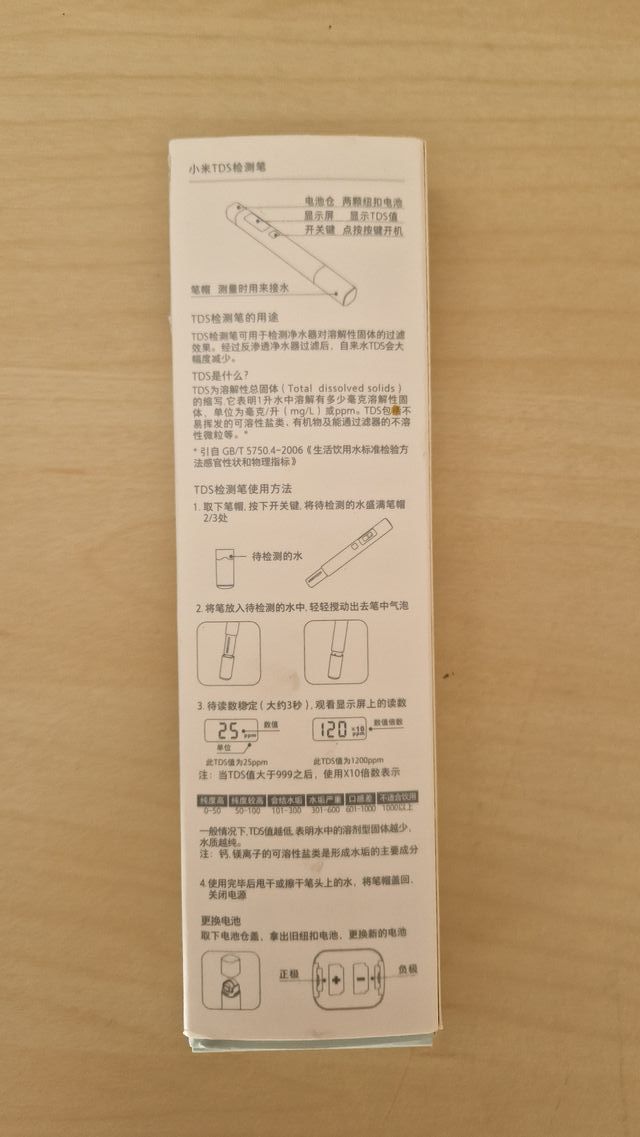 小米TDS检测笔
电池仓 两颗纽扣电池
显示屏 显示TDS值
开关键 点按按键开机
笔帽 测量时用来接水
TDS检测笔的用途
TDS检测笔可用于检测净水器对溶解性固体的过滤
效果。经过反渗透净水器过滤后，自来水TDS会大
幅度减少。
TDS是什么?
TDS为溶解性总固体（Total dissolved solids）
的缩写,它表明1升水中溶解有多少毫克溶解性固
体、单位为毫克/升（mg/L）或ppm。TDS包 不
易挥发的可溶性盐类、有机物及能通过滤器的不溶
性微粒等。*
* 引自 GB/T 5750.4-2006《生活饮用水标准检验方
法感官性状和物理指标》
TDS检测笔使用方法
1. 取下笔帽, 按下开关键, 将待检测的水盛满笔帽
2/3处
待检测的水
2. 将笔放入待检测的水中, 轻轻搅动出去笔中气泡
3. 待读数稳定（大约3秒）, 观看显示屏上的读数
25 ppm 数值
单位
120 x10 ppm 数值倍数
此TDS值为25ppm 此TDS值为1200ppm
注：当TDS值大于999之后，使用X10倍数表示
纯度高 纯度较高 会结水垢 水垢严重 口感差 不适合饮用
0-50 50-100 101-300 301-600 601-1000 1000以上
一般情况下,TDS值越低,表明水中的溶剂型固体越少，
水质越纯。
注：钙,镁离子的可溶性盐类是形成水垢的主要成分
4.使用完毕后甩干或擦干笔头上的水，将笔帽盖回,
关闭电源
更换电池
取下电池仓盖，拿出旧纽扣电池，更换新的电池
正极 + - 负极